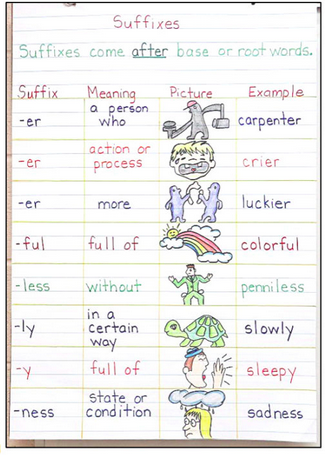 Suffixes
Suffixes come after base or root words.
Suffix Meaning Picture Example
-er a person who carpenter
-er action or process crier
-er more luckier
-ful full of colorful
-less without penniless
-ly in a certain way slowly
-y full of sleepy
-ness state or condition sadness